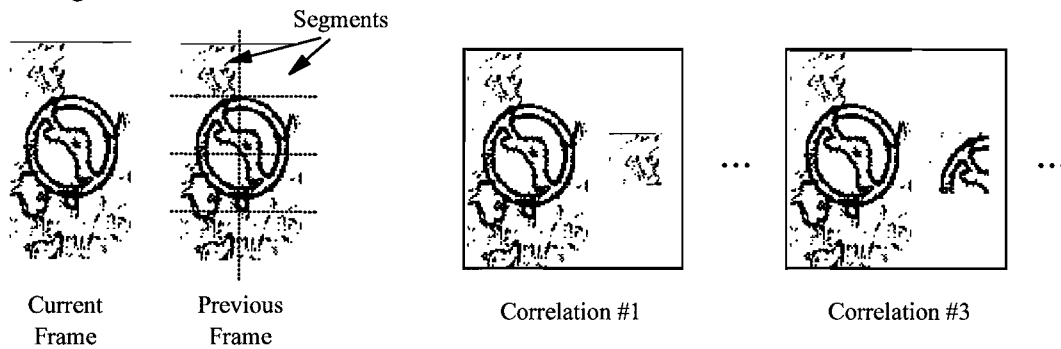 Segments
...
...
Current
Frame
Previous
Frame
Correlation #1
Correlation #3